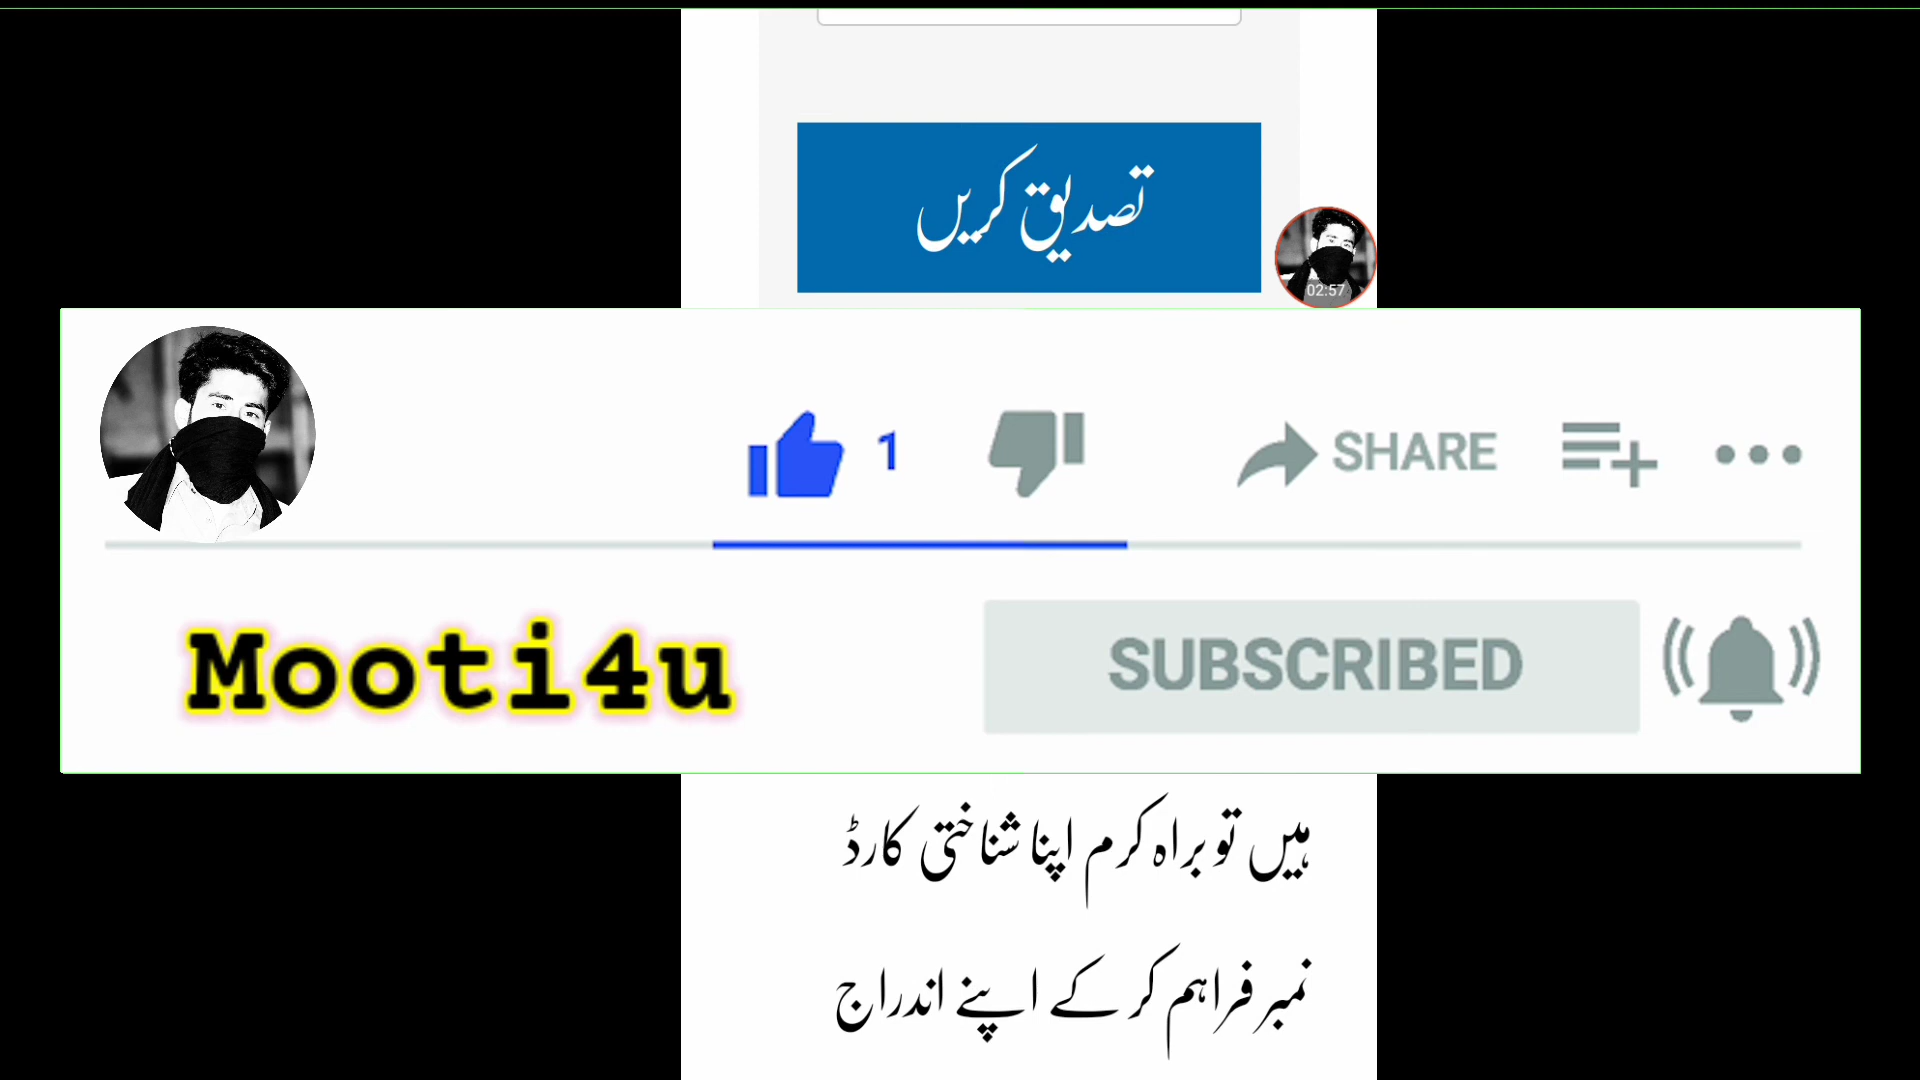 تصدیق کریں
02:57
1
SHARE
Mooti4u
SUBSCRIBED
ہیں تو براہ کرم اپنا شناختی کارڈ
نمبر فراہم کر کے اپنے اندراج